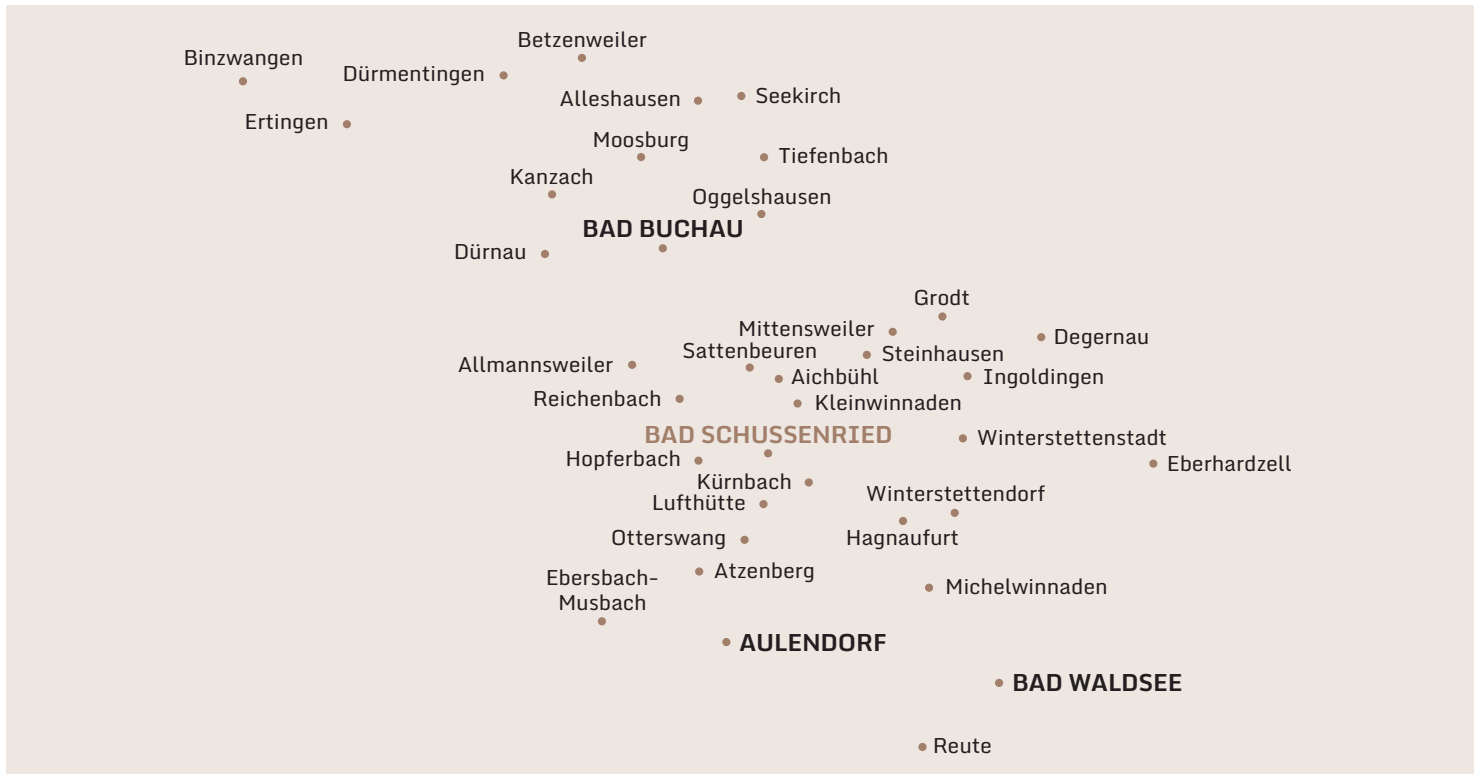 Betzenweiler
Binzwangen
Dürmentingen
Alleshausen
Seekirch
Ertingen
Moosburg
Tiefenbach
Kanzach
Oggelshausen
BAD BUCHAU
Dürnau
Grodt
Mittensweiler
Degernau
Sattenbeuren
Steinhausen
Allmannsweiler
Aichbühl
Ingoldingen
Reichenbach
Kleinwinnaden
BAD SCHUSSENRIED
Winterstettenstadt
Hopferbach
Eberhardzell
Kürnbach
Winterstettendorf
Lufthütte
Otterswang
Hagnaufurt
Atzenberg
Ebersbach-
Musbach
Michelwinnaden
AULENDORF
BAD WALDSEE
Reute